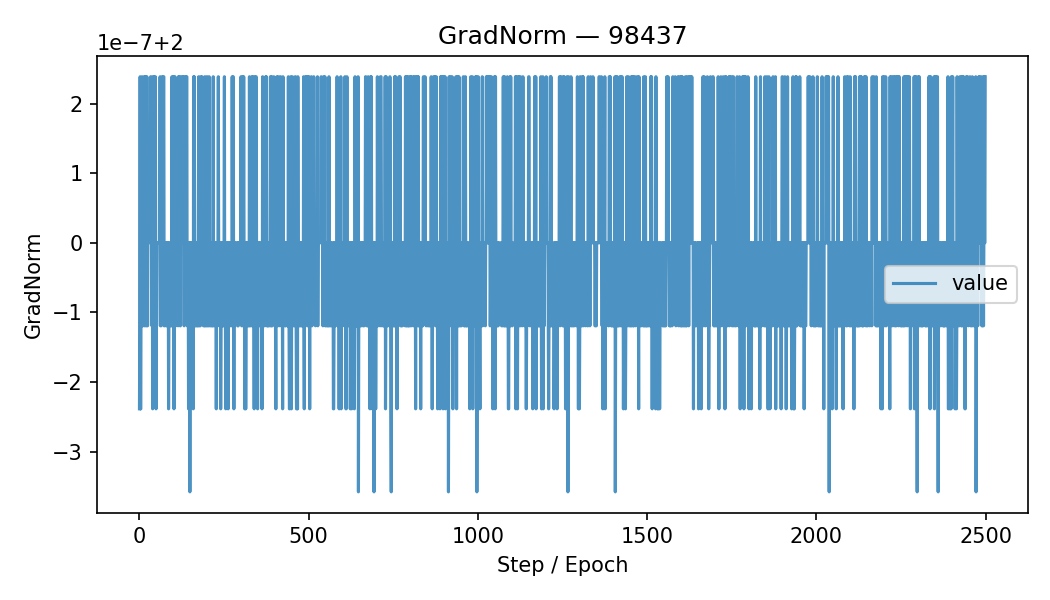 GradNorm — 98437
1e−7+2
2
1
0
−1
−2
−3
GradNorm
value
0
500
1000
1500
2000
2500
Step / Epoch